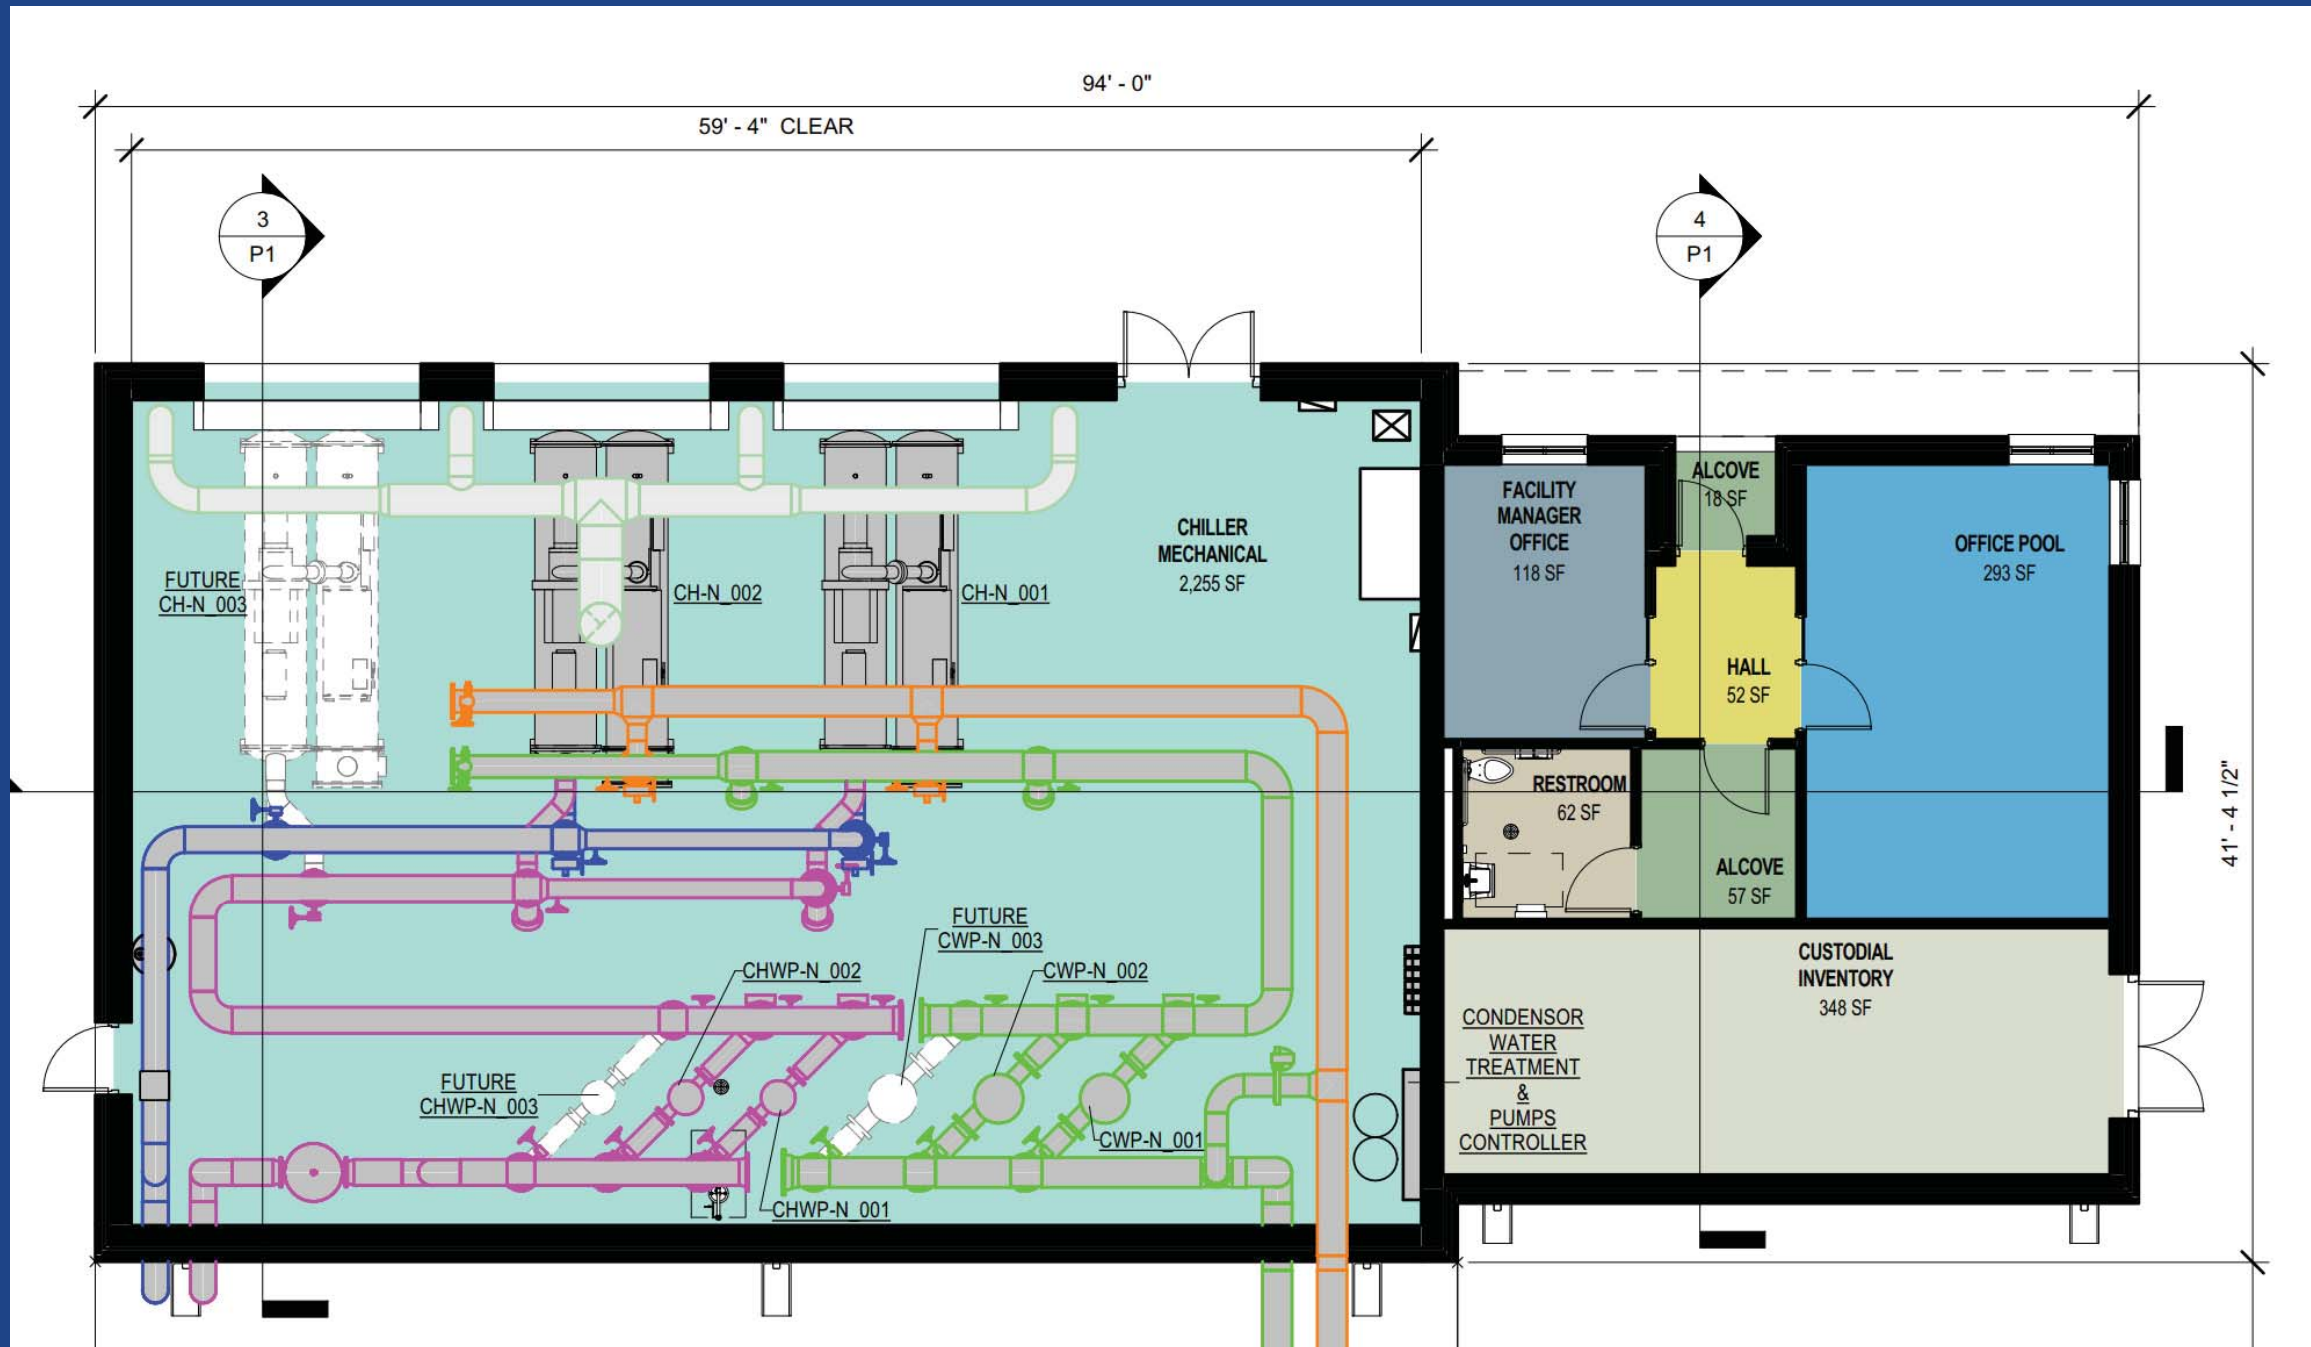 94' - 0"
59' - 4" CLEAR
3
P1
4
P1
CHILLER
MECHANICAL
2,255 SF
FACILITY
MANAGER
OFFICE
118 SF
ALCOVE
18 SF
OFFICE POOL
293 SF
FUTURE
CH-N_003
CH-N_002
CH-N_001
HALL
52 SF
RESTROOM
62 SF
ALCOVE
57 SF
41' - 4 1/2"
FUTURE
CWP-N_003
CHWP-N_002
CWP-N_002
CUSTODIAL
INVENTORY
348 SF
CONDENSOR
WATER
TREATMENT
&
PUMPS
CONTROLLER
FUTURE
CHWP-N_003
CWP-N_001
CHWP-N_001